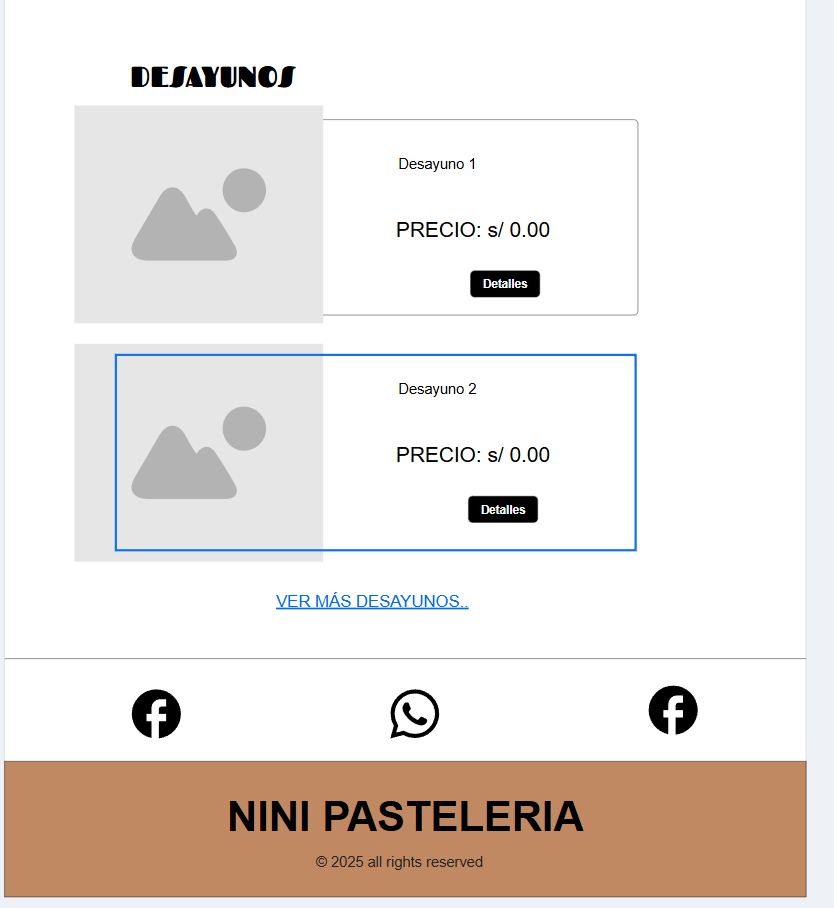 DESAYUNOS
Desayuno 1
PRECIO: s/ 0.00
Detalles
Desayuno 2
PRECIO: s/ 0.00
Detalles
VER MÁS DESAYUNOS..
NINI PASTELERIA
© 2025 all rights reserved